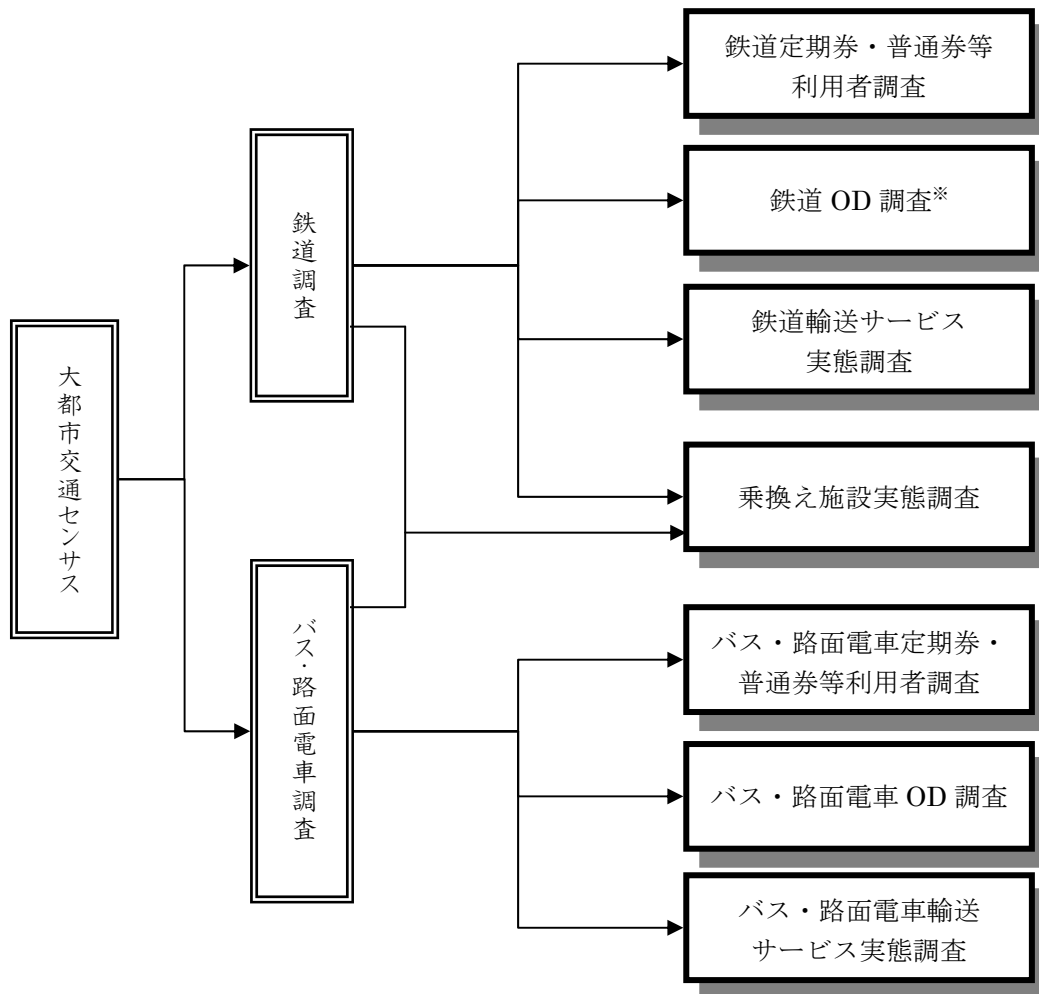 大都市交通センサス
鉄道調査
バス・路面電車調査
鉄道定期券・普通券等
利用者調査
鉄道 OD 調査※
鉄道輸送サービス
実態調査
乗換え施設実態調査
バス・路面電車定期券・
普通券等利用者調査
バス・路面電車 OD 調査
バス・路面電車輸送
サービス実態調査